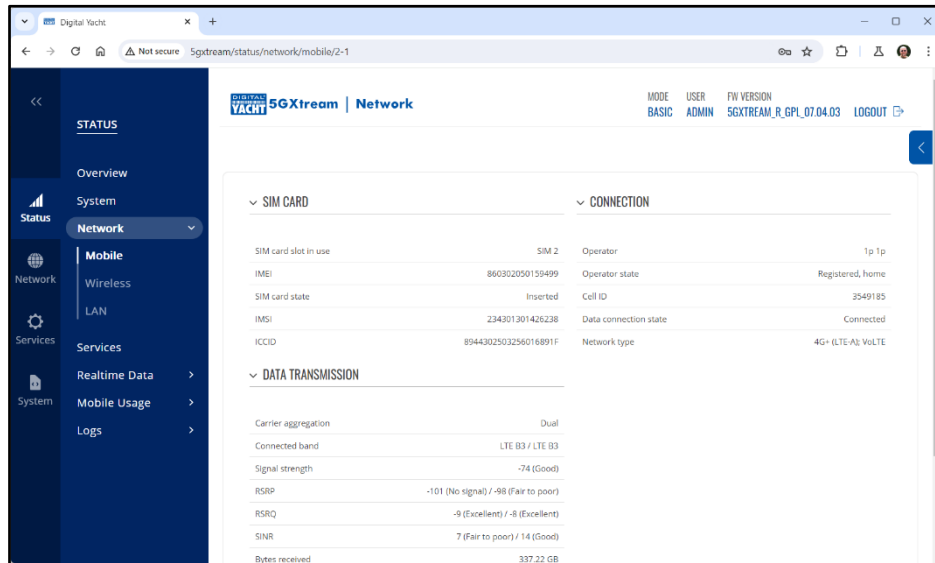 Digital Yacht
Not secure 5gxtream/status/network/mobile/2-1
DIGITAL YACHT 5GXtream | Network
MODE USER FW VERSION
BASIC ADMIN 5GXTREAM_R_GPL_07.04.03 LOGOUT
STATUS
Overview
System
Network
Mobile
Wireless
LAN
Services
Realtime Data
Mobile Usage
Logs
Status
Network
Services
System
SIM CARD
SIM card slot in use SIM 2
IMEI 860302050159499
SIM card state Inserted
IMSI 234301301426238
ICCID 8944302503256016891F
CONNECTION
Operator 1p 1p
Operator state Registered, home
Cell ID 3549185
Data connection state Connected
Network type 4G+ (LTE-A); VoLTE
DATA TRANSMISSION
Carrier aggregation Dual
Connected band LTE B3 / LTE B3
Signal strength -74 (Good)
RSRP -101 (No signal) / -98 (Fair to poor)
RSRQ -9 (Excellent) / -8 (Excellent)
SINR 7 (Fair to poor) / 14 (Good)
Bytes received 337.22 GB